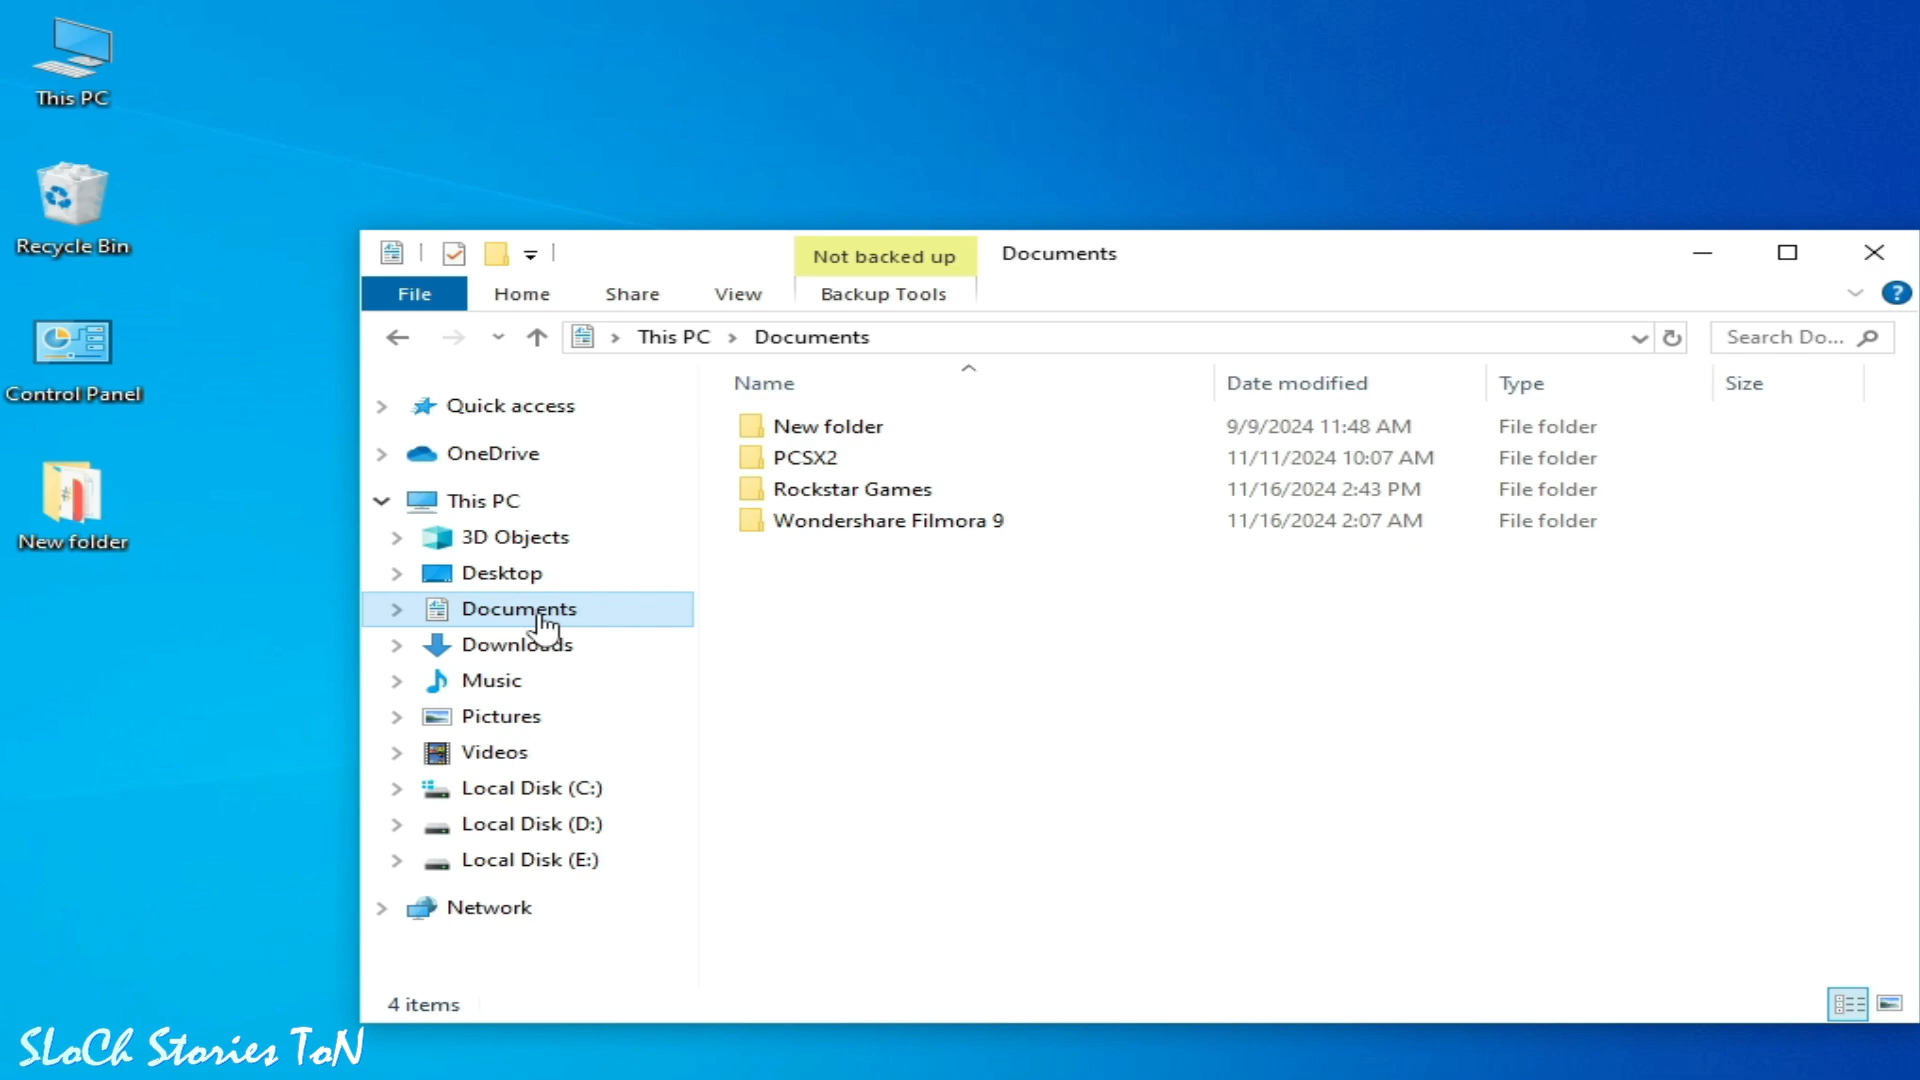 This PC
Recycle Bin
Control Panel
New folder
Not backed up
Documents
File
Home
Share
View
Backup Tools
?
This PC
Documents
Search Do...
Name
Date modified
Type
Size
Quick access
OneDrive
This PC
3D Objects
Desktop
Documents
Downloads
Music
Pictures
Videos
Local Disk (C:)
Local Disk (D:)
Local Disk (E:)
Network
New folder 9/9/2024 11:48 AM File folder
PCSX2 11/11/2024 10:07 AM File folder
Rockstar Games 11/16/2024 2:43 PM File folder
Wondershare Filmora 9 11/16/2024 2:07 AM File folder
4 items
SLoCh Stories ToN